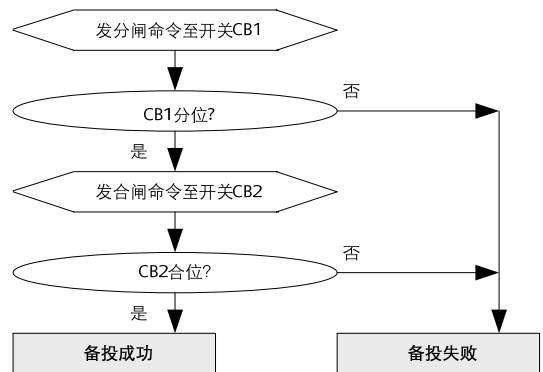 发分闸命令至开关CB1
否
CB1分位?
是
发合闸命令至开关CB2
否
CB2合位?
是
备投成功
备投失败